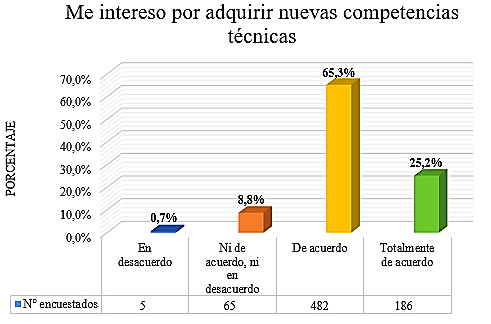 Me intereso por adquirir nuevas competencias
técnicas
PORCENTAJE
70,0%
60,0%
50,0%
40,0%
30,0%
20,0%
10,0%
0,0%
0,7%
8,8%
65,3%
25,2%
En
desacuerdo
Ni de
acuerdo, ni
en
desacuerdo
De acuerdo
Totalmente
de acuerdo
N° encuestados 5 65 482 186